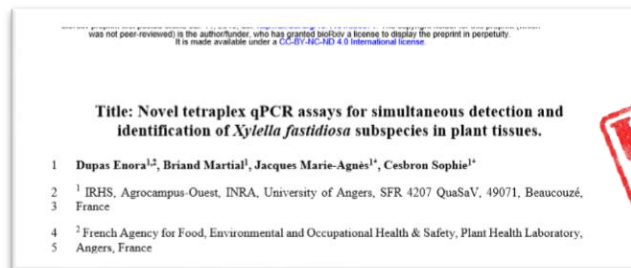 was not peer-reviewed) is the author/funder, who has granted bioRxiv a license to display the preprint in perpetuity.
It is made available under a CC-BY-NC-ND 4.0 International license.
Title: Novel tetraplex qPCR assays for simultaneous detection and
identification of Xylella fastidiosa subspecies in plant tissues.
1 Dupas Enora¹,², Briand Martial¹, Jacques Marie-Agnès¹*, Cesbron Sophie¹*
2 ¹ IRHS, Agrocampus-Ouest, INRA, University of Angers, SFR 4207 QuaSaV, 49071, Beaucouzé,
3 France
4 ² French Agency for Food, Environmental and Occupational Health & Safety, Plant Health Laboratory,
5 Angers, France